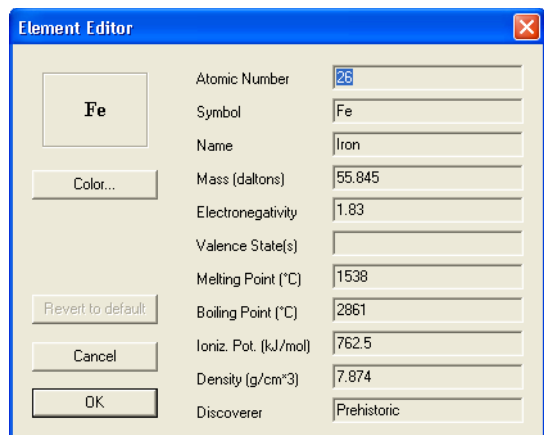 Element Editor
Fe
Color...
Revert to default
Cancel
OK
Atomic Number 26
Symbol Fe
Name Iron
Mass (daltons) 55.845
Electronegativity 1.83
Valence State(s)
Melting Point (°C) 1538
Boiling Point (°C) 2861
Ioniz. Pot. (kJ/mol) 762.5
Density (g/cm*3) 7.874
Discoverer Prehistoric